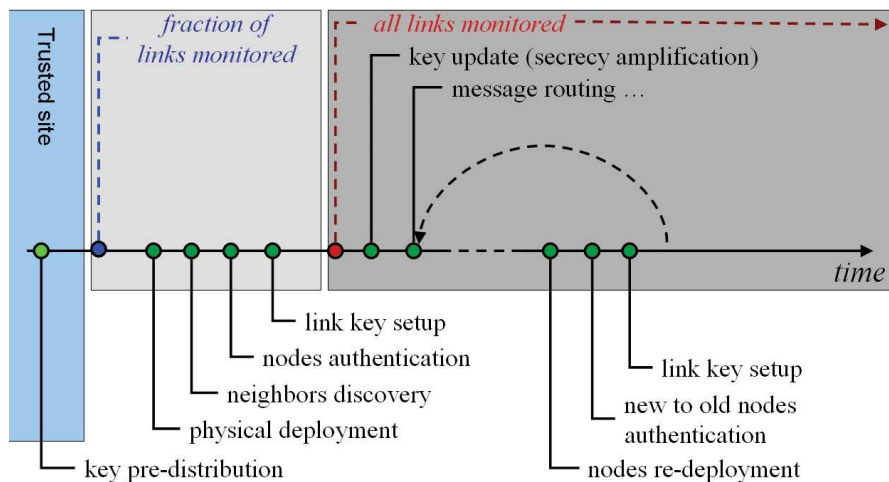 Trusted site
fraction of
links monitored
all links monitored
key update (secrecy amplification)
message routing ...
time
link key setup
nodes authentication
neighbors discovery
physical deployment
key pre-distribution
link key setup
new to old nodes
authentication
nodes re-deployment